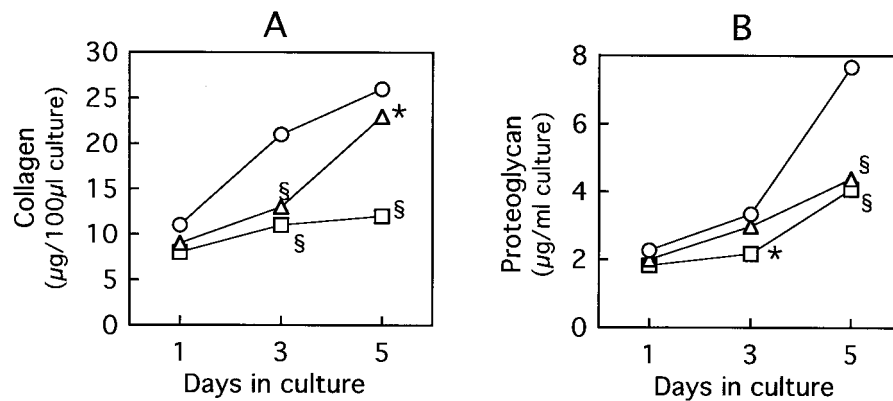 A
30
25
20
15
10
5
0
Collagen
(µg/100µl culture)
*
§
§
§
1 3 5
Days in culture
B
8
6
4
2
0
Proteoglycan
(µg/ml culture)
§
§
*
1 3 5
Days in culture